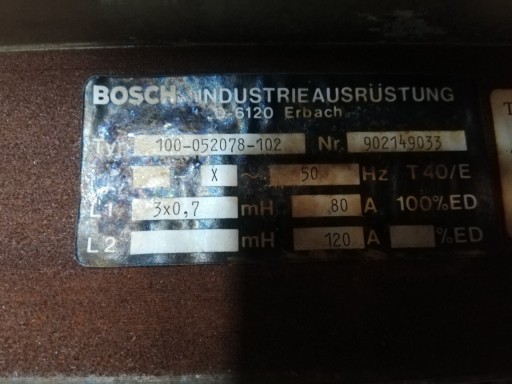 BOSCH INDUSTRIEAUSRÜSTUNG
D-6120 Erbach
Typ 100-052078-102 Nr. 902149033
X ~ 50 Hz T40/E
L1 3x0,7 mH 80 A 100%ED
L2 mH 120 A %ED